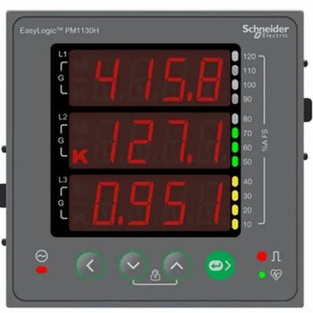 EasyLogic™ PM1130H
Schneider
Electric
L1
G
L
415.8
L2
G
L
K 127.1
L3
G
L
0.951
120
110
100
90
80
70
60
50
40
30
20
10
%A FS